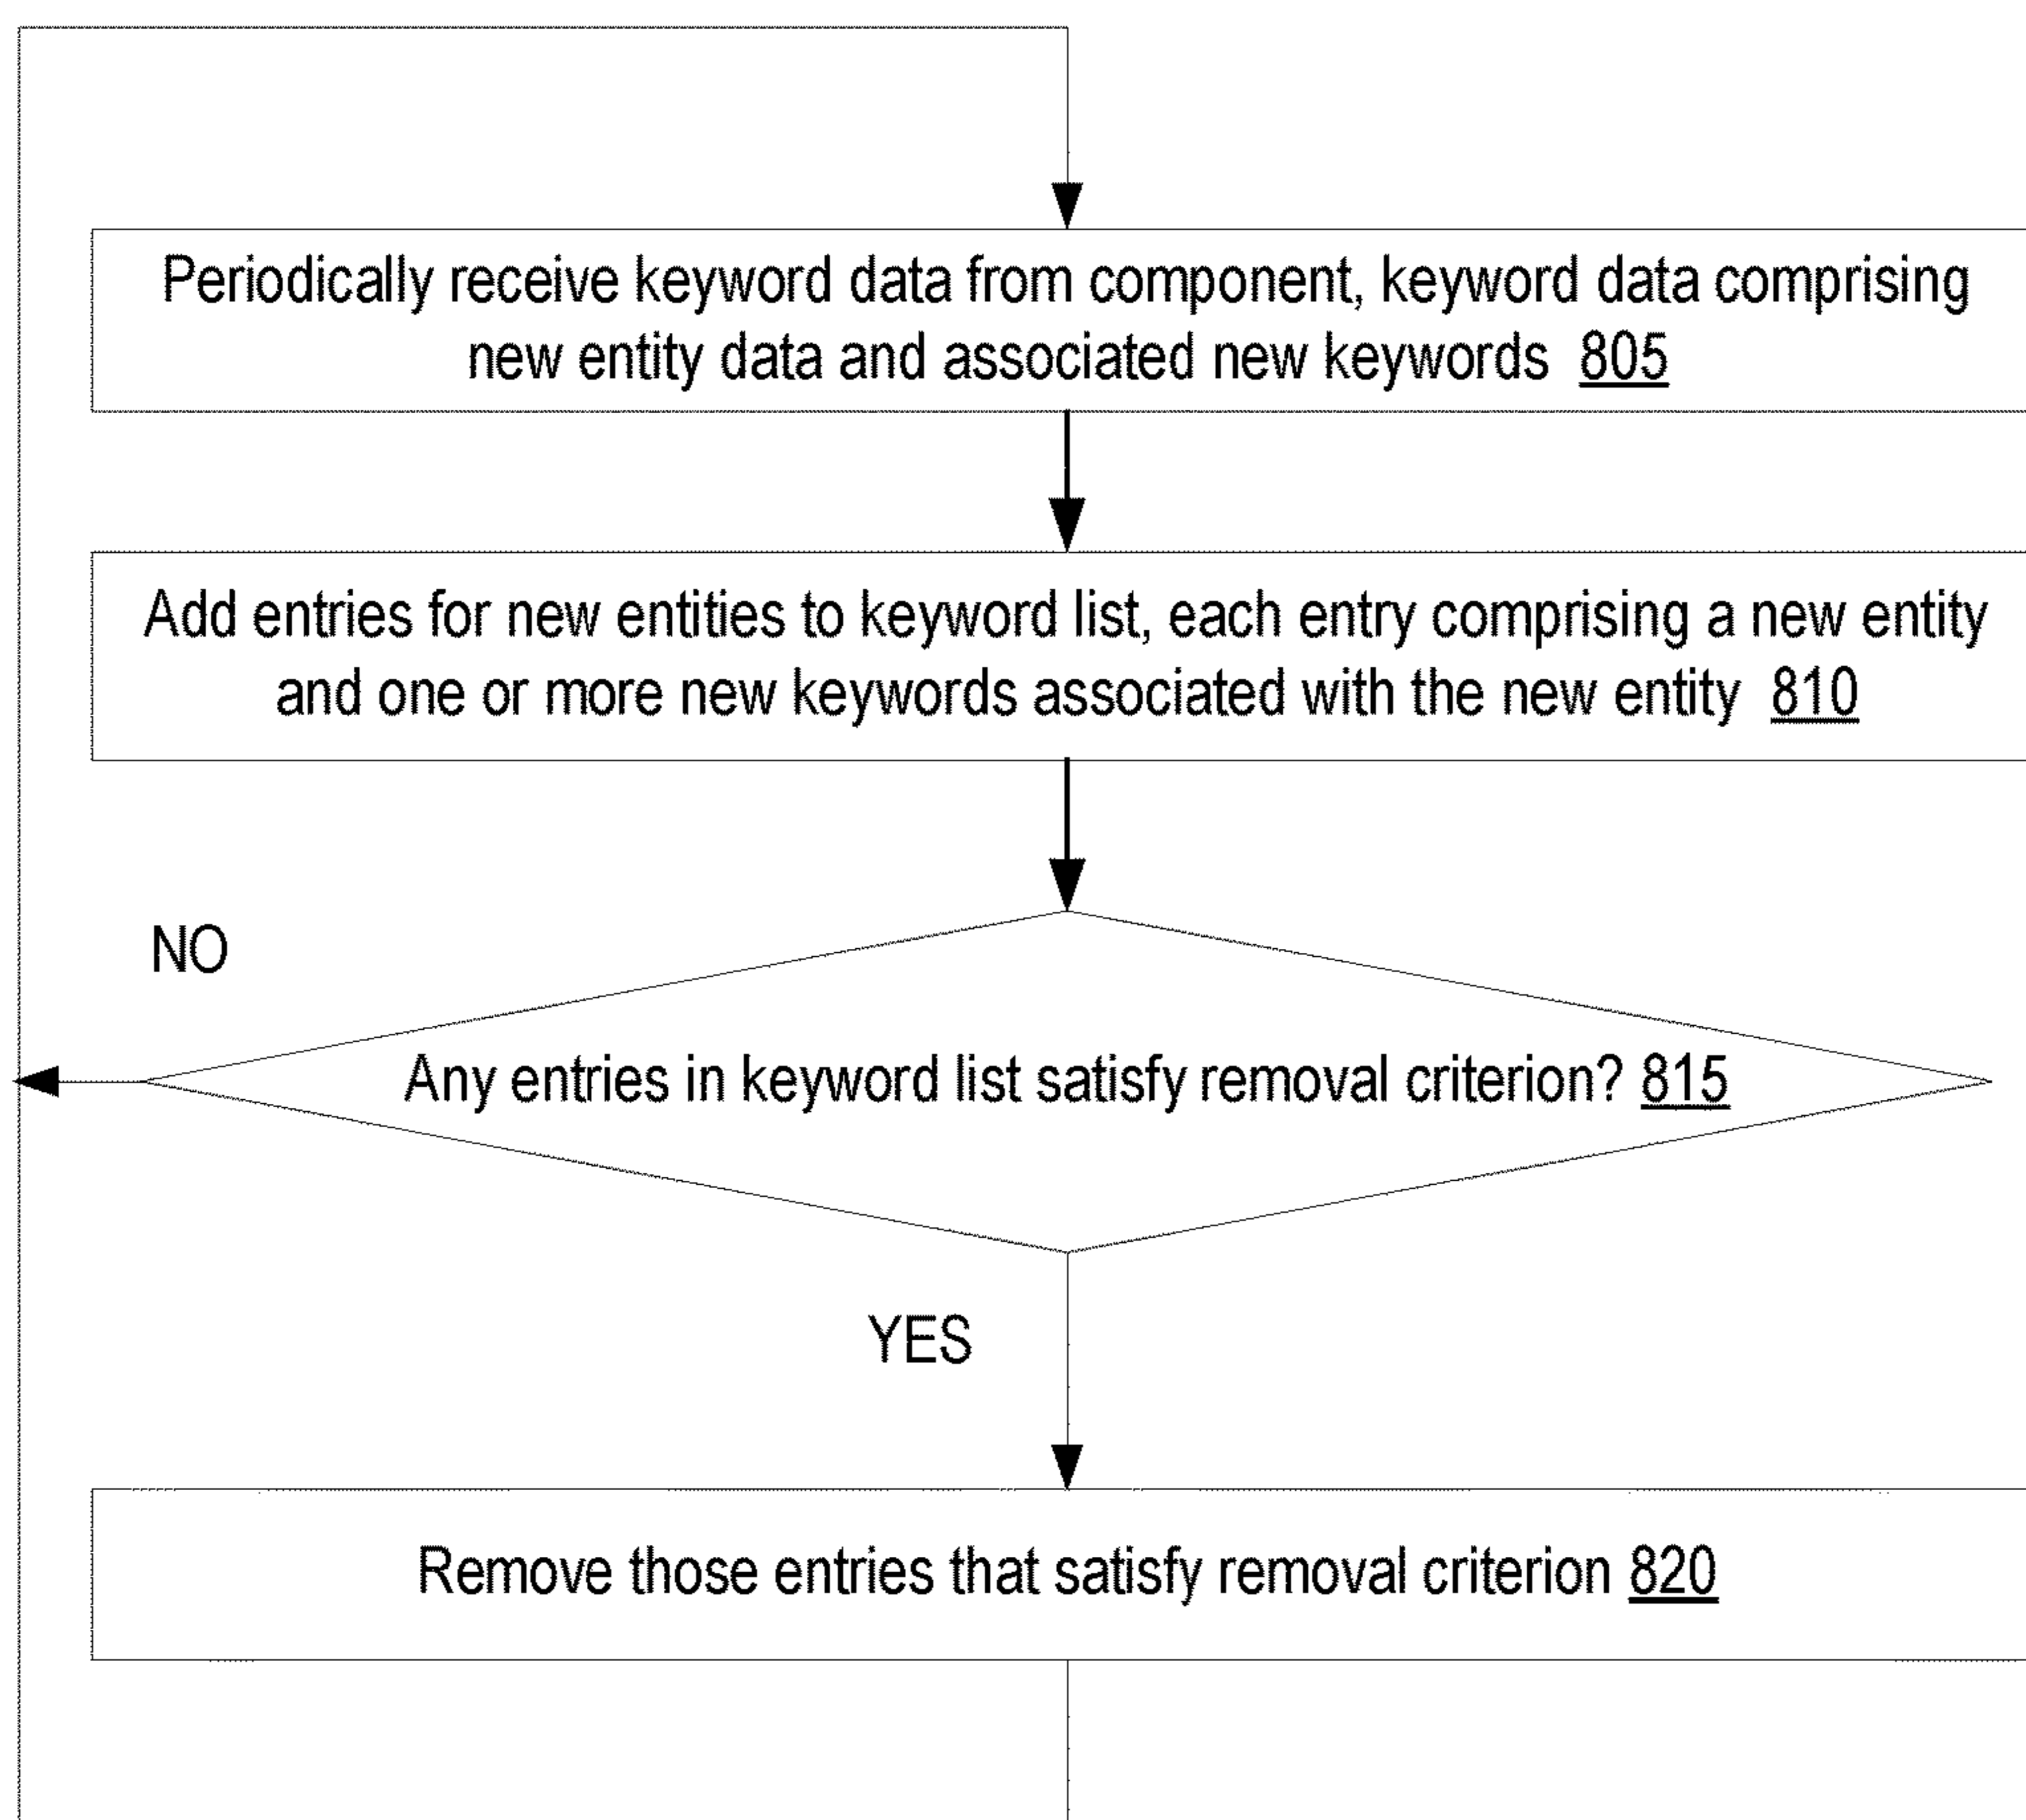 Periodically receive keyword data from component, keyword data comprising
new entity data and associated new keywords 805
Add entries for new entities to keyword list, each entry comprising a new entity
and one or more new keywords associated with the new entity 810
NO
Any entries in keyword list satisfy removal criterion? 815
YES
Remove those entries that satisfy removal criterion 820